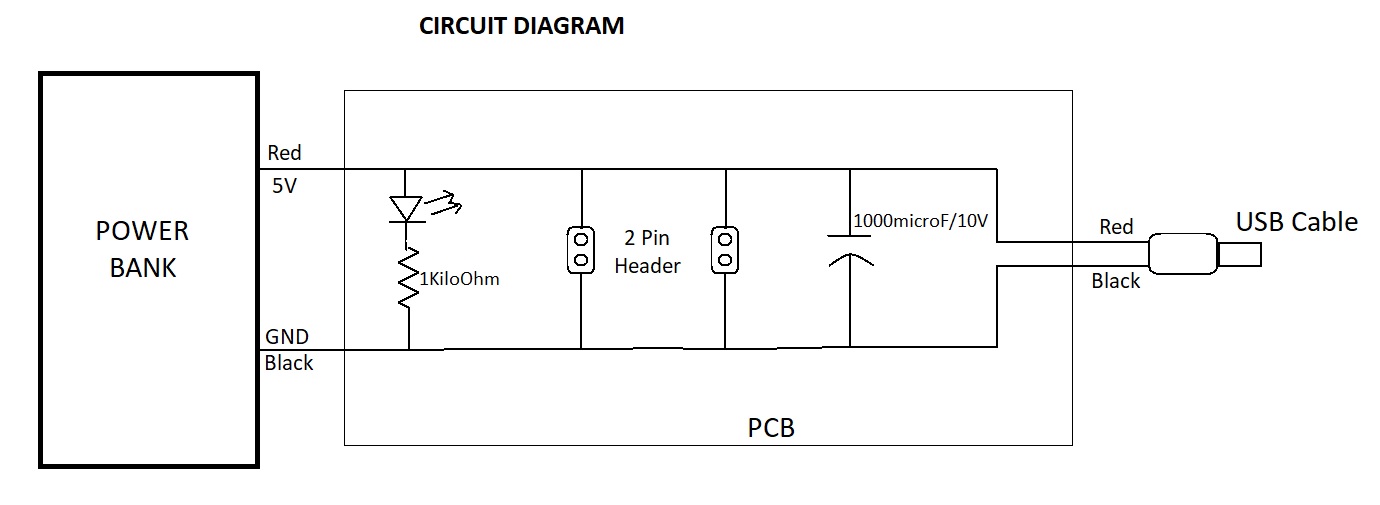 CIRCUIT DIAGRAM
Red
5V
POWER
BANK
GND
Black
1KiloOhm
2 Pin
Header
1000microF/10V
Red
Black
USB Cable
PCB